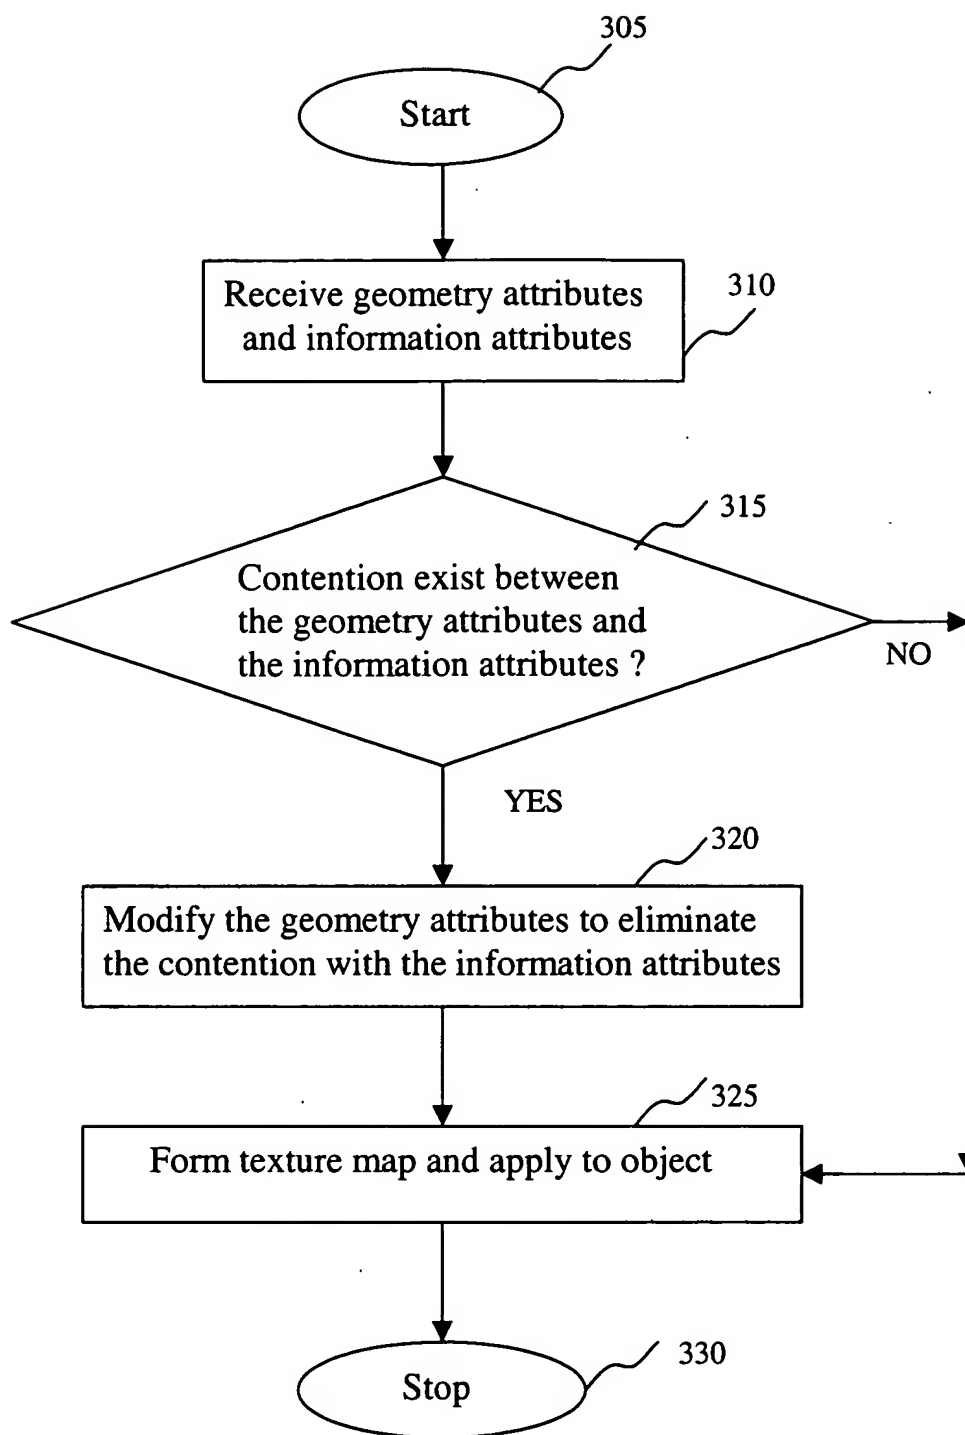 305
Start
310
Receive geometry attributes
and information attributes
315
Contention exist between
the geometry attributes and
the information attributes ?
NO
YES
320
Modify the geometry attributes to eliminate
the contention with the information attributes
325
Form texture map and apply to object
330
Stop